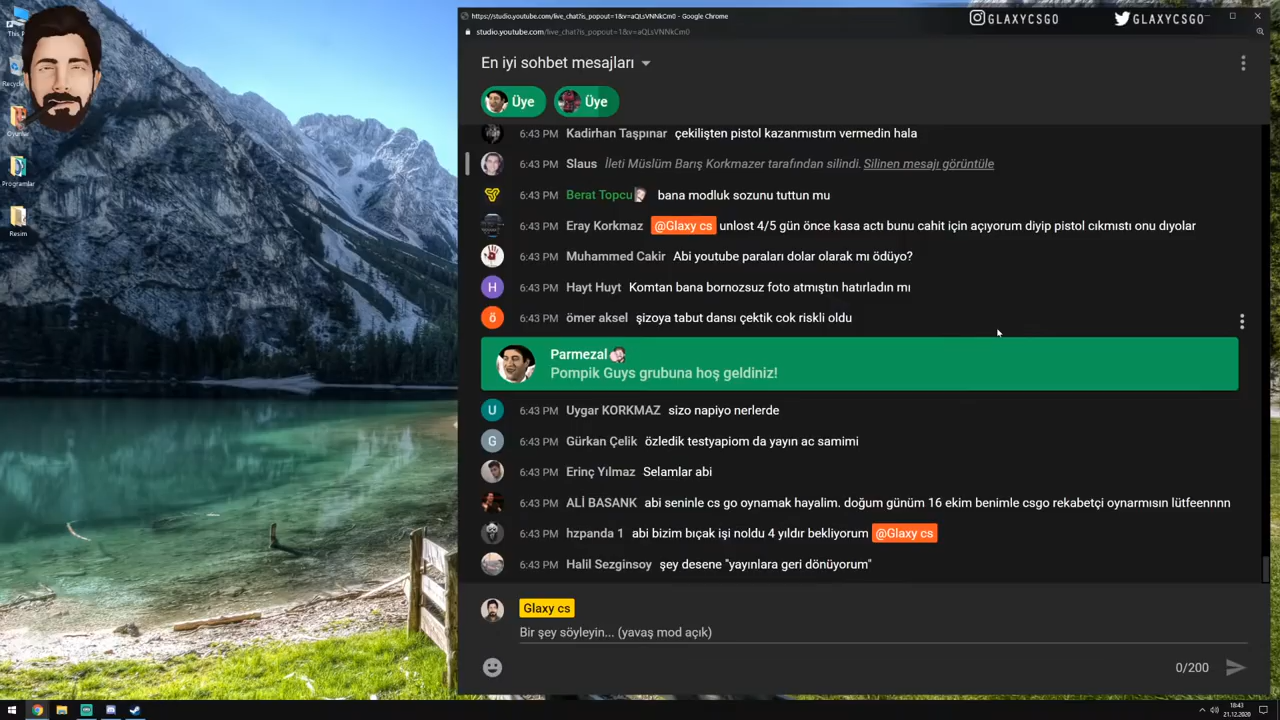 https://studio.youtube.com/live_chat?is_popout=1&v=aQLsVNNkCm0 - Google Chrome
GLAXYCSGO
GLAXYCSGO
studio.youtube.com/live_chat?is_popout=1&v=aQLsVNNkCm0
En iyi sohbet mesajları
Üye
Üye
6:43 PM Kadirhan Taşpınar çekilişten pistol kazanmıstım vermedin hala
6:43 PM Slaus İleti Müslüm Barış Korkmazer tarafından silindi. Silinen mesajı görüntüle
6:43 PM Berat Topcu bana modluk sozunu tuttun mu
6:43 PM Eray Korkmaz @Glaxy cs unlost 4/5 gün önce kasa actı bunu cahit için açıyorum diyip pistol cıkmıstı onu dıyolar
6:43 PM Muhammed Cakir Abi youtube paraları dolar olarak mı ödüyo?
H
6:43 PM Hayt Huyt Komtan bana bornozsuz foto atmıştın hatırladın mı
ö
6:43 PM ömer aksel şizoya tabut dansı çektik cok riskli oldu
Parmezal
Pompik Guys grubuna hoş geldiniz!
U
6:43 PM Uygar KORKMAZ sizo napiyo nerlerde
G
6:43 PM Gürkan Çelik özledik testyapiom da yayın ac samimi
6:43 PM Erinç Yılmaz Selamlar abi
6:43 PM ALİ BASANK abi seninle cs go oynamak hayalim. doğum günüm 16 ekim benimle csgo rekabetçi oynarmısın lütfeennnn
6:43 PM hzpanda 1 abi bizim bıçak işi noldu 4 yıldır bekliyorum @Glaxy cs
6:43 PM Halil Sezginsoy şey desene "yayınlara geri dönüyorum"
Glaxy cs
Bir şey söyleyin... (yavaş mod açık)
0/200
Programlar
Resim
18:43
21.12.2020